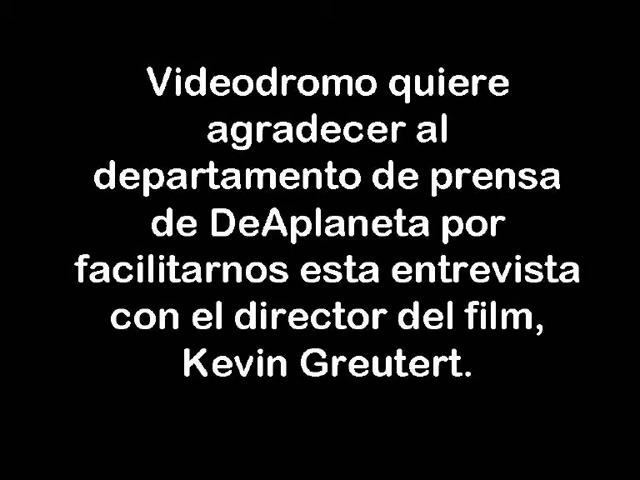 Videodromo quiere
agradecer al
departamento de prensa
de DeAplaneta por
facilitarnos esta entrevista
con el director del film,
Kevin Greutert.